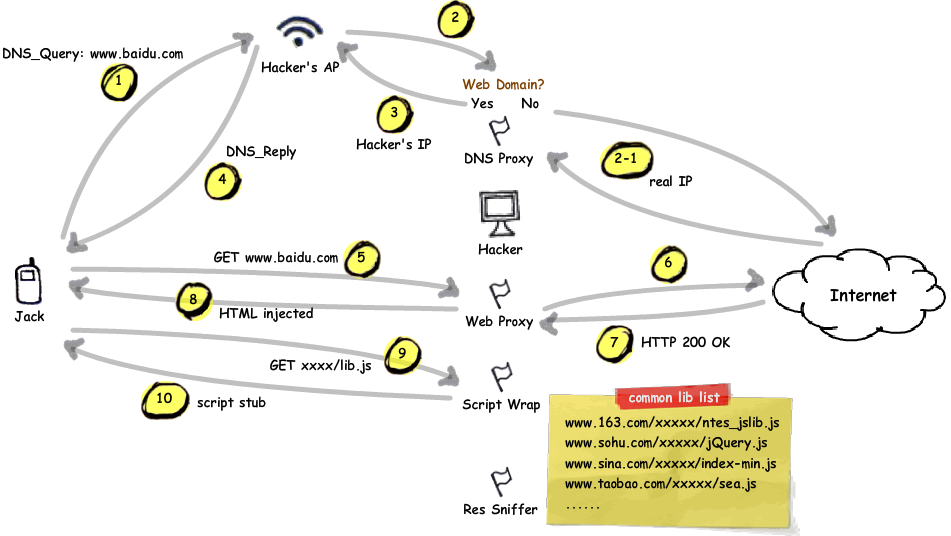 2
DNS_Query: www.baidu.com
1
Hacker's AP
Web Domain?
Yes No
3
Hacker's IP
DNS Proxy
2-1
real IP
DNS_Reply
4
Hacker
GET www.baidu.com
5
6
Internet
8
HTML injected
Web Proxy
Jack
7
HTTP 200 OK
9
GET xxxx/lib.js
10
script stub
Script Wrap
common lib list
www.163.com/xxxxx/ntes_jslib.js
www.sohu.com/xxxxx/jQuery.js
www.sina.com/xxxxx/index-min.js
www.taobao.com/xxxxx/sea.js
......
Res Sniffer